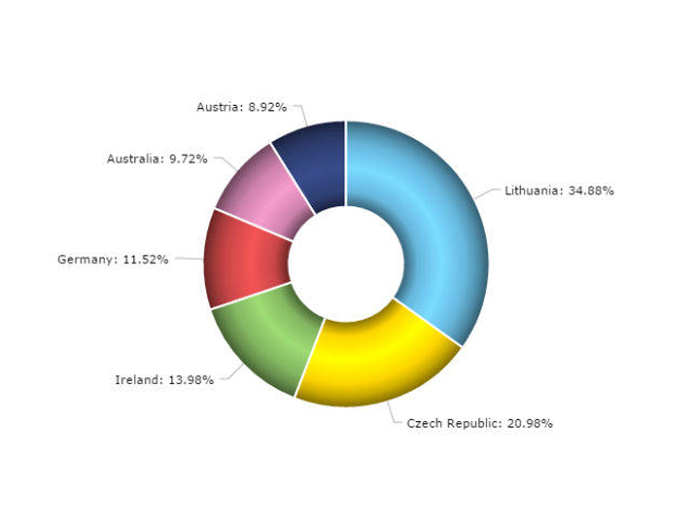 Austria: 8.92%
Australia: 9.72%
Lithuania: 34.88%
Germany: 11.52%
Ireland: 13.98%
Czech Republic: 20.98%